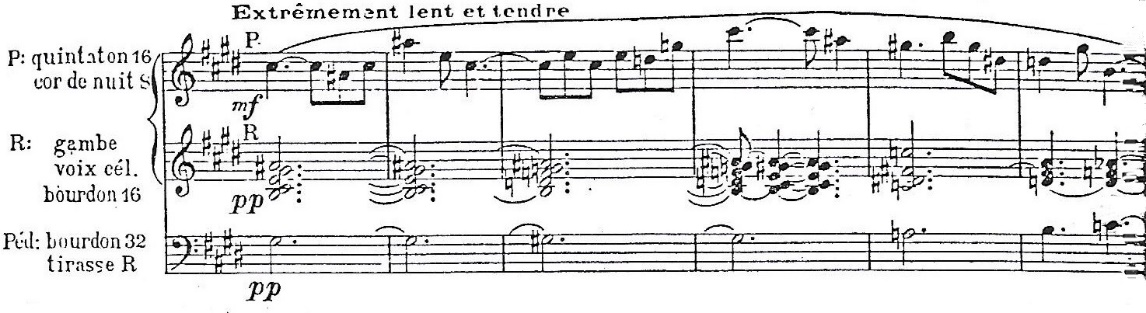 Extrêmement lent et tendre
P: quintaton 16
cor de nuit 8
P.
mf
R: gambe
voix cél.
bourdon 16
R
pp
Péd: bourdon 32
tirasse R
pp